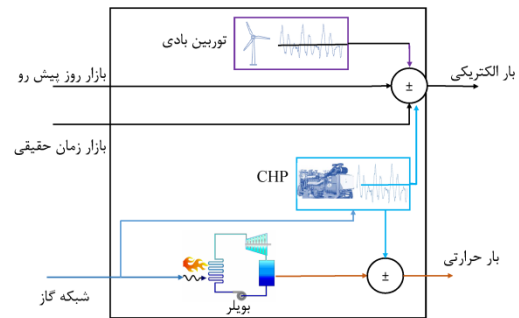 توربین بادی
بازار روز پیش رو
±
بار الکتریکی
بازار زمان حقیقی
CHP
±
بار حرارتی
شبکه گاز
بویلر